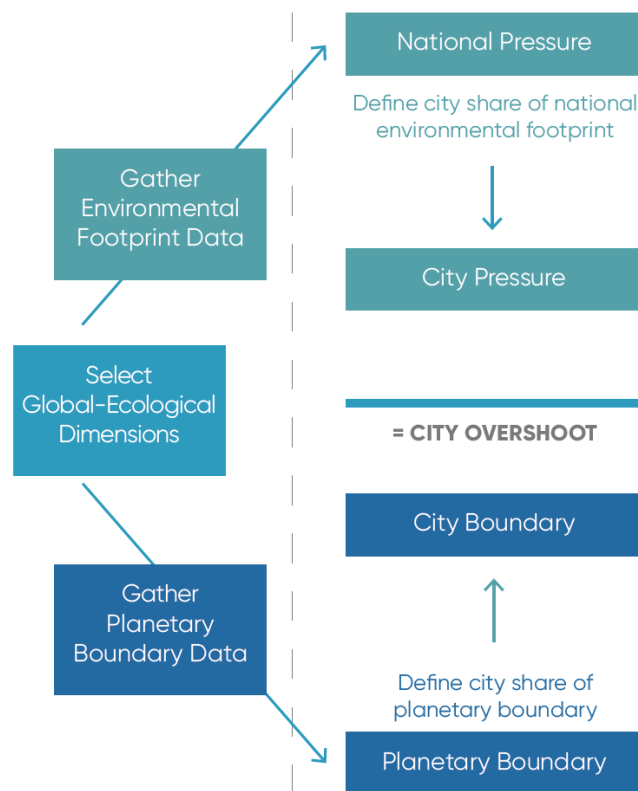 National Pressure
Define city share of national
environmental footprint
Gather
Environmental
Footprint Data
City Pressure
Select
Global-Ecological
Dimensions
= CITY OVERSHOOT
City Boundary
Gather
Planetary
Boundary Data
Define city share of
planetary boundary
Planetary Boundary